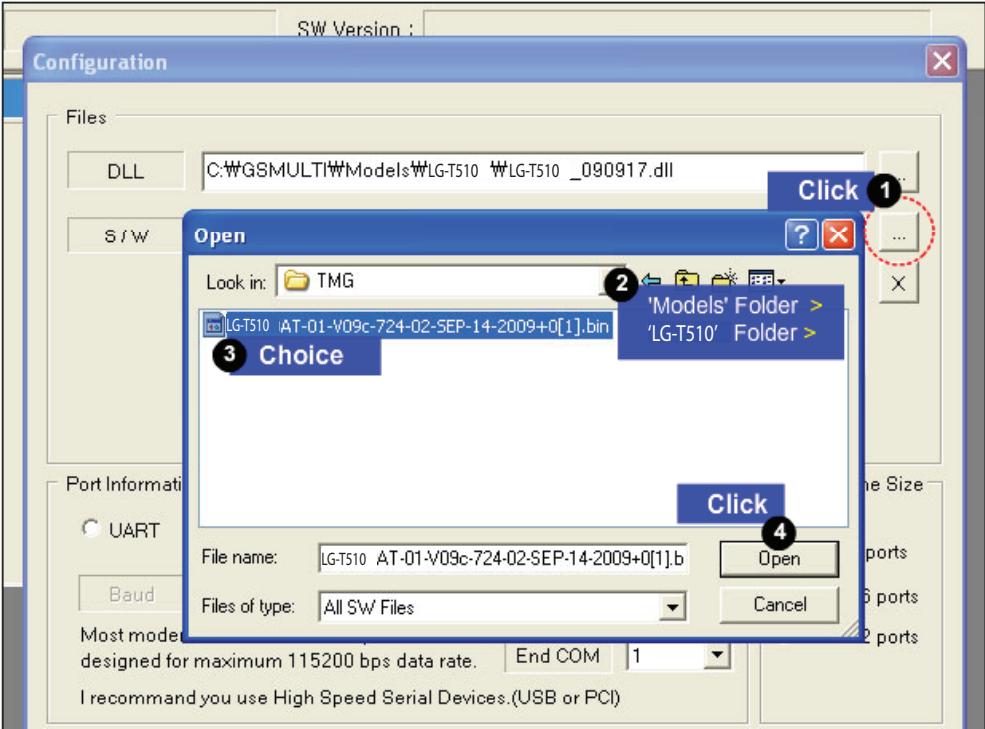 SW Version :
Configuration
Files
DLL
C:₩GSMULTI₩Models₩LG-T510 ₩LG-T510 _090917.dll
...
Click 1
S / W
...
Open
Look in: TMG
2
'Models' Folder >
‘LG-T510’ Folder >
X
LG-T510 AT-01-V09c-724-02-SEP-14-2009+0[1].bin
3 Choice
Port Informati
UART
Click
4
File name: LG-T510 AT-01-V09c-724-02-SEP-14-2009+0[1].b
Open
ports
Baud
Files of type: All SW Files
Cancel
ports
Most moder
designed for maximum 115200 bps data rate.
End COM 1
2 ports
I recommand you use High Speed Serial Devices.(USB or PCI)
Size